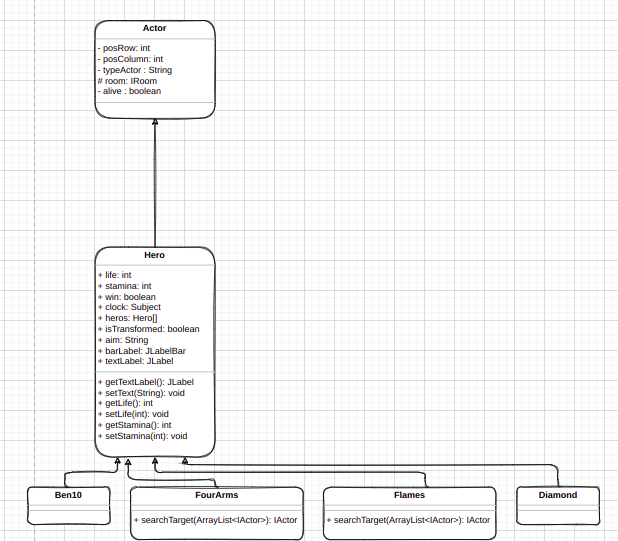 Actor
- posRow: int
- posColumn: int
- typeActor : String
# room: IRoom
- alive : boolean
Hero
+ life: int
+ stamina: int
+ win: boolean
+ clock: Subject
+ heros: Hero[]
+ isTransformed: boolean
+ aim: String
+ barLabel: JLabelBar
+ textLabel: JLabel
+ getTextLabel(): JLabel
+ setText(String): void
+ getLife(): int
+ setLife(int): void
+ getStamina(): int
+ setStamina(int): void
Ben10
FourArms
+ searchTarget(ArrayList<IActor>): IActor
Flames
+ searchTarget(ArrayList<IActor>): IActor
Diamond